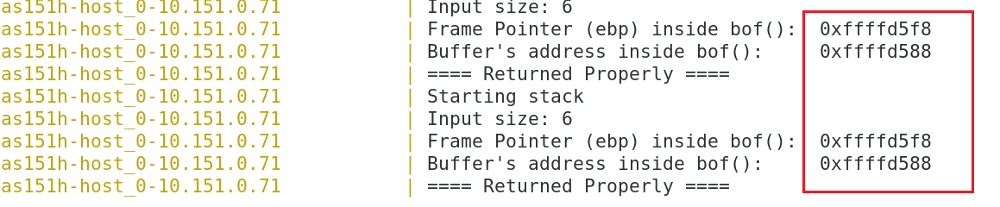 as151h-host_0-10.151.0.71 | Input size: 6
as151h-host_0-10.151.0.71 | Frame Pointer (ebp) inside bof(): 0xffffd5f8
as151h-host_0-10.151.0.71 | Buffer's address inside bof(): 0xffffd588
as151h-host_0-10.151.0.71 | ==== Returned Properly ====
as151h-host_0-10.151.0.71 | Starting stack
as151h-host_0-10.151.0.71 | Input size: 6
as151h-host_0-10.151.0.71 | Frame Pointer (ebp) inside bof(): 0xffffd5f8
as151h-host_0-10.151.0.71 | Buffer's address inside bof(): 0xffffd588
as151h-host_0-10.151.0.71 | ==== Returned Properly ====